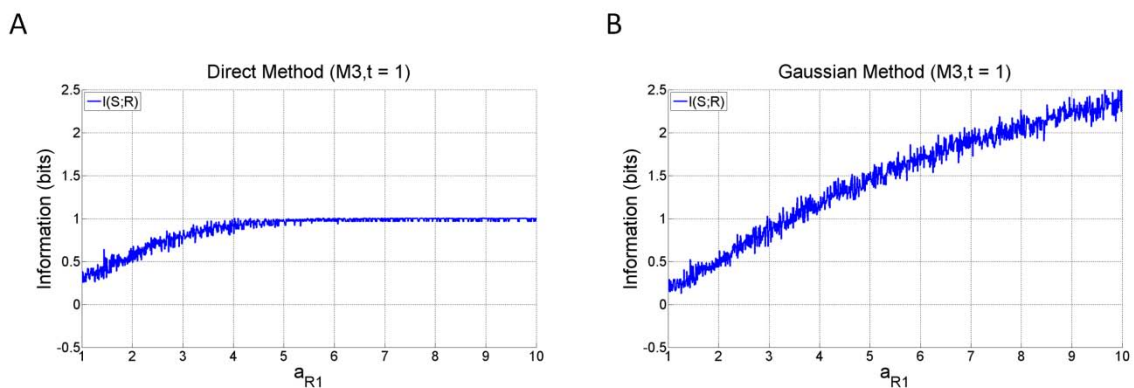 A
Direct Method (M3,t = 1)
I(S;R)
Information (bits)
2.5
2
1.5
1
0.5
0
-0.5
1 2 3 4 5 6 7 8 9 10
a_R1
B
Gaussian Method (M3,t = 1)
I(S;R)
Information (bits)
2.5
2
1.5
1
0.5
0
-0.5
1 2 3 4 5 6 7 8 9 10
a_R1